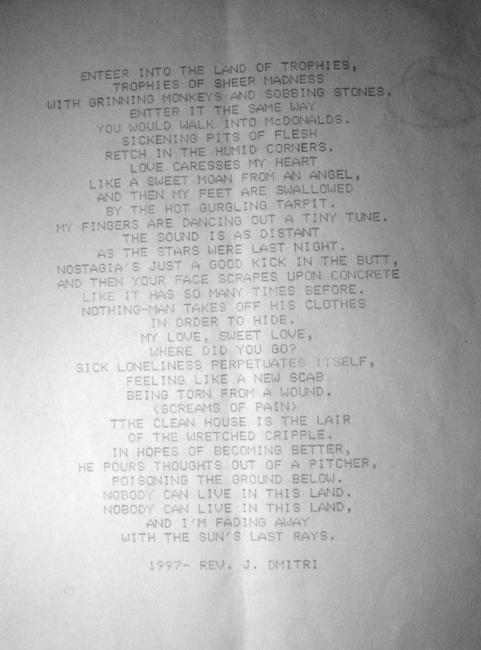 ENTEER INTO THE LAND OF TROPHIES,
TROPHIES OF SHEER MADNESS
WITH GRINNING MONKEYS AND SOBBING STONES.
ENTTER IT THE SAME WAY
YOU WOULD WALK INTO McDONALDS.
SICKENING PITS OF FLESH
RETCH IN THE HUMID CORNERS.
LOVE CARESSES MY HEART
LIKE A SWEET MOAN FROM AN ANGEL,
AND THEN MY FEET ARE SWALLOWED
BY THE HOT GURGLING TARPIT.
MY FINGERS ARE DANCING OUT A TINY TUNE.
THE SOUND IS AS DISTANT
AS THE STARS WERE LAST NIGHT.
NOSTAGIA'S JUST A GOOD KICK IN THE BUTT,
AND THEN YOUR FACE SCRAPES UPON CONCRETE
LIKE IT HAS SO MANY TIMES BEFORE.
NOTHING-MAN TAKES OFF HIS CLOTHES
IN ORDER TO HIDE.
MY LOVE, SWEET LOVE,
WHERE DID YOU GO?
SICK LONELINESS PERPETUATES ITSELF,
FEELING LIKE A NEW SCAB
BEING TORN FROM A WOUND.
(SCREAMS OF PAIN)
TTHE CLEAN HOUSE IS THE LAIR
OF THE WRETCHED CRIPPLE.
IN HOPES OF BECOMING BETTER,
HE POURS THOUGHTS OUT OF A PITCHER,
POISONING THE GROUND BELOW.
NOBODY CAN LIVE IN THIS LAND.
NOBODY CAN LIVE IN THIS LAND,
AND I'M FADING AWAY
WITH THE SUN'S LAST RAYS.
1997- REV. J. DMITRI